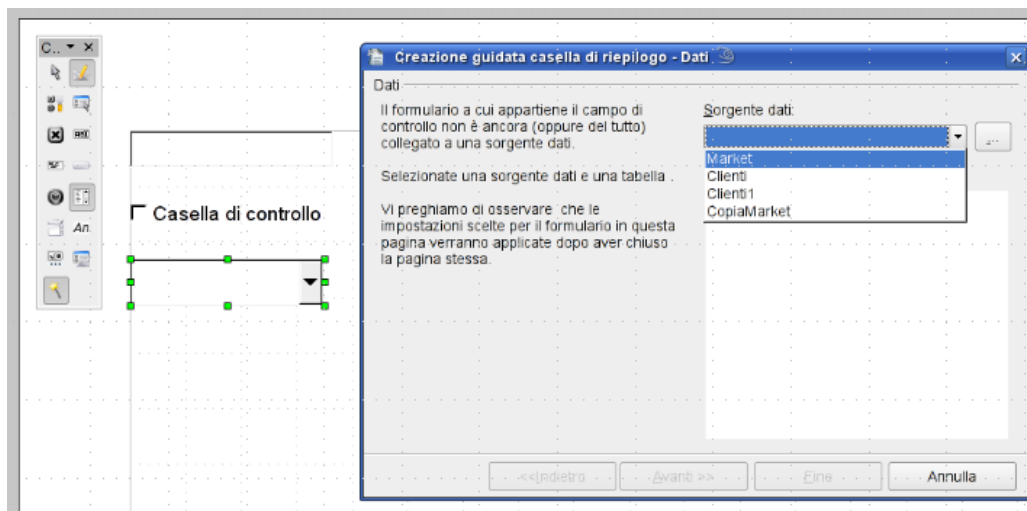 C..
Creazione guidata casella di riepilogo - Dati
Dati
Il formulario a cui appartiene il campo di
controllo non è ancora (oppure del tutto)
collegato a una sorgente dati.
Selezionate una sorgente dati e una tabella .
Vi preghiamo di osservare che le
impostazioni scelte per il formulario in questa
pagina verranno applicate dopo aver chiuso
la pagina stessa.
Sorgente dati:
...
Market
Clienti
Clienti1
CopiaMarket
Casella di controllo
An
<<Indietro
Avanti >>
Fine
Annulla